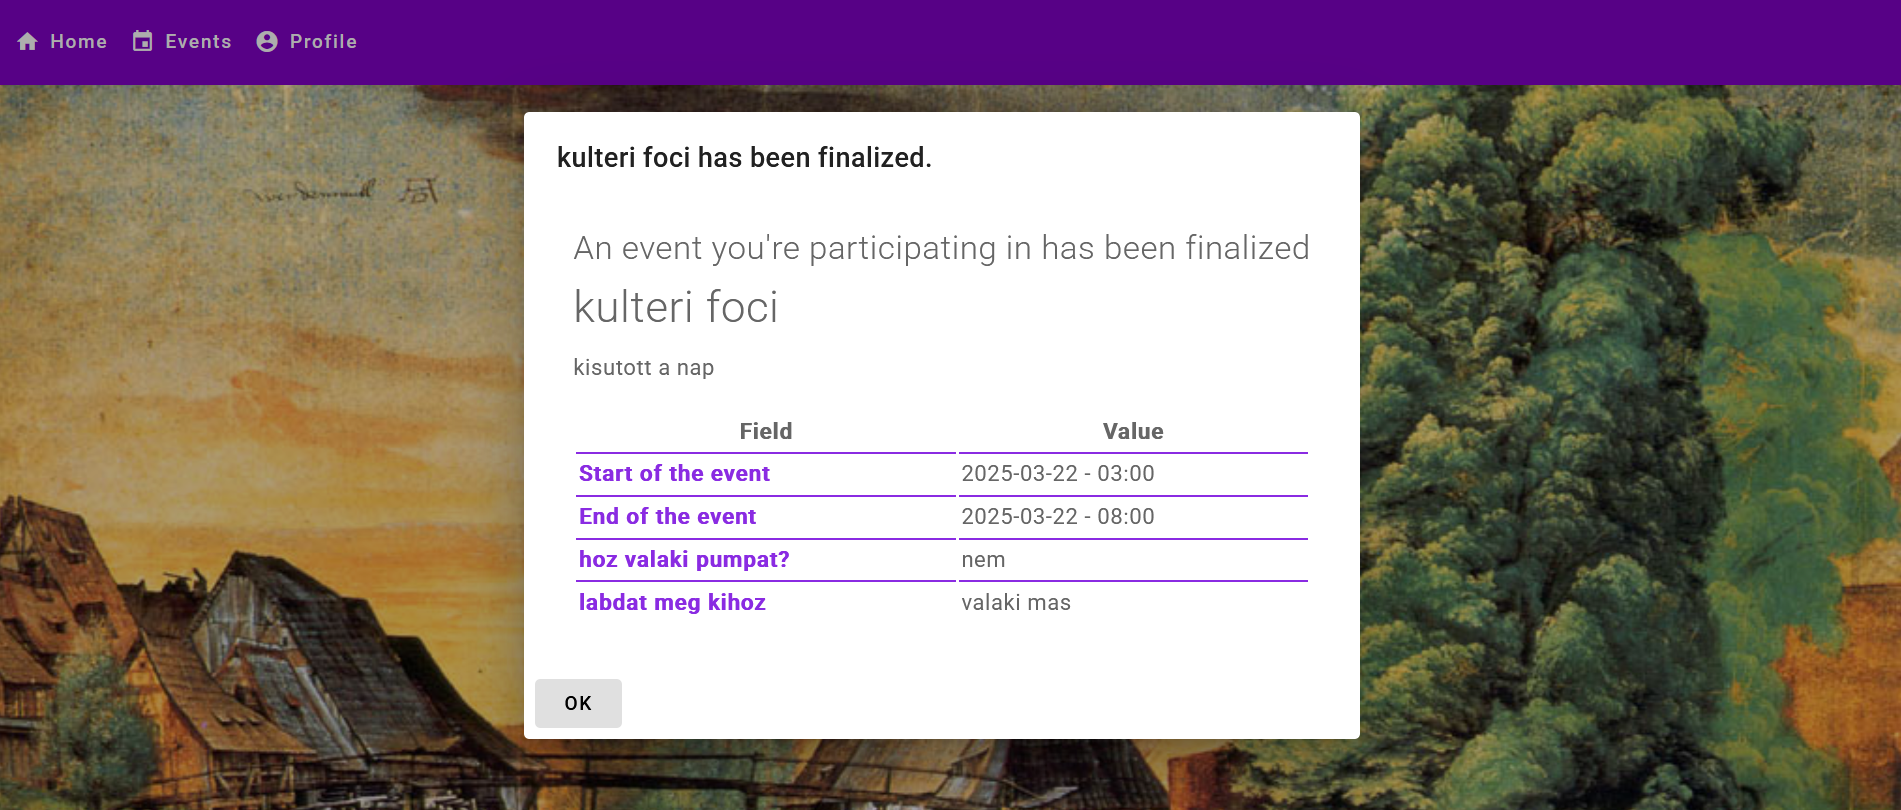 Home Events Profile
kulteri foci has been finalized.
An event you're participating in has been finalized
kulteri foci
kisutott a nap
Field Value
Start of the event 2025-03-22 - 03:00
End of the event 2025-03-22 - 08:00
hoz valaki pumpat? nem
labdat meg kihoz valaki mas
OK